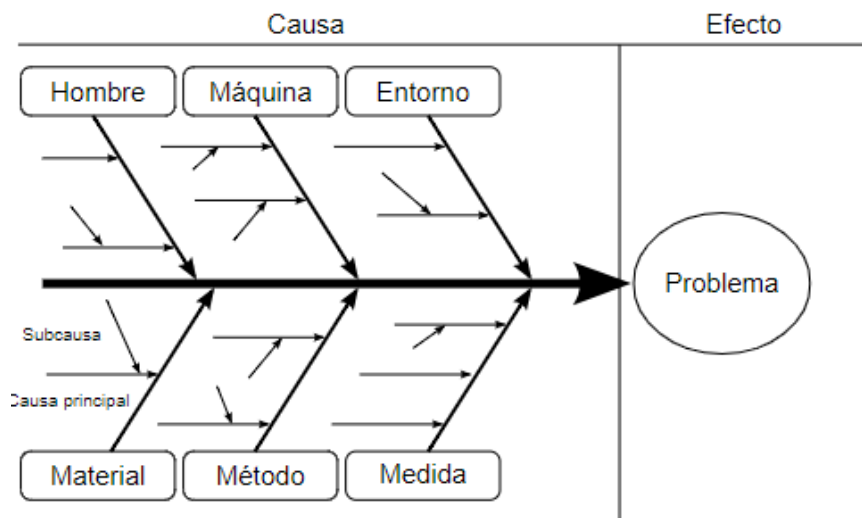 Causa
Efecto
Hombre
Máquina
Entorno
Problema
Subcausa
Causa principal
Material
Método
Medida